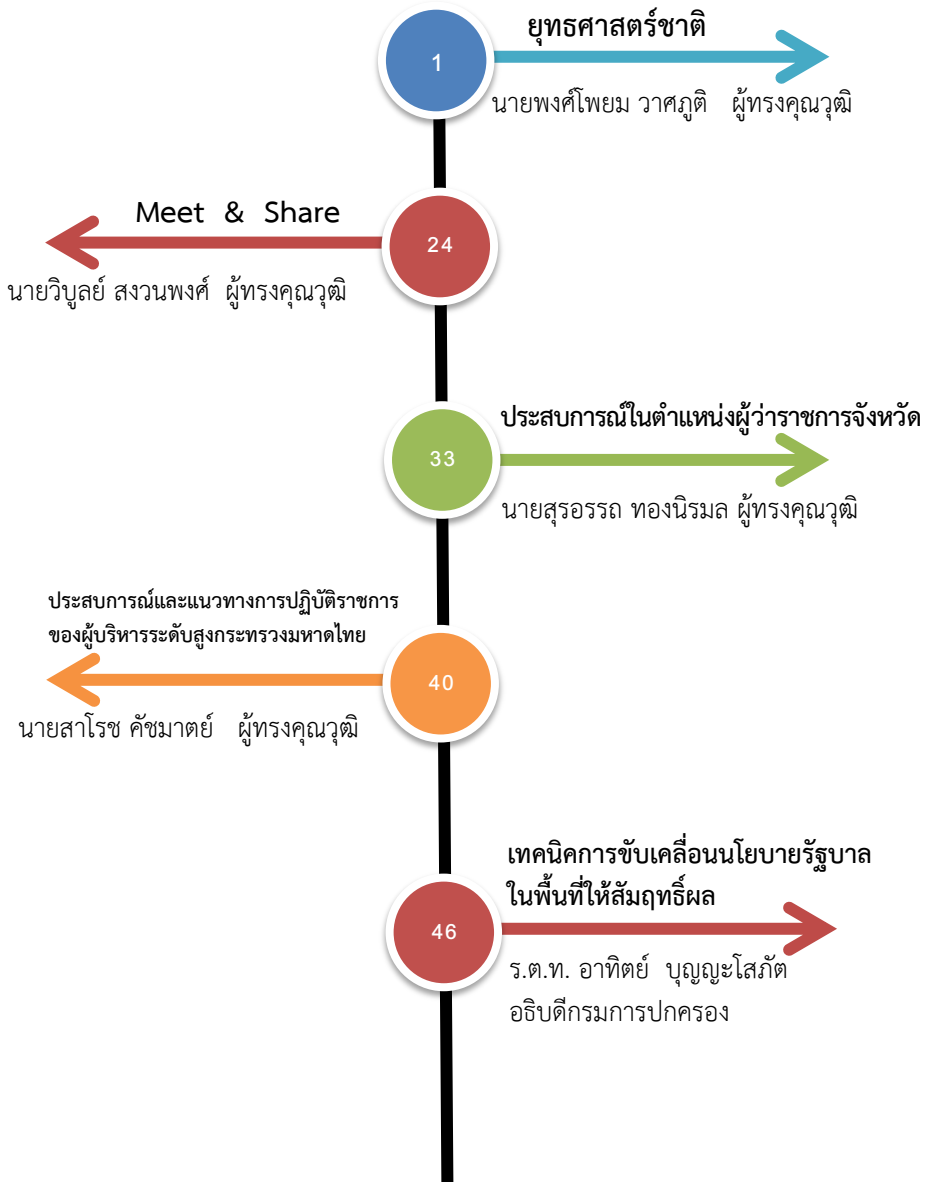 ยุทธศาสตร์ชาติ
1
นายพงศ์โพยม วาศภูติ ผู้ทรงคุณวุฒิ
Meet & Share
24
นายวิบูลย์ สงวนพงศ์ ผู้ทรงคุณวุฒิ
ประสบการณ์ในตำแหน่งผู้ว่าราชการจังหวัด
33
นายสุรอรรถ ทองนิรมล ผู้ทรงคุณวุฒิ
ประสบการณ์และแนวทางการปฏิบัติราชการ
ของผู้บริหารระดับสูงกระทรวงมหาดไทย
40
นายสาโรช คัชมาตย์ ผู้ทรงคุณวุฒิ
เทคนิคการขับเคลื่อนนโยบายรัฐบาล
ในพื้นที่ให้สัมฤทธิ์ผล
46
ร.ต.ท. อาทิตย์ บุญญะโสภัต
อธิบดีกรมการปกครอง